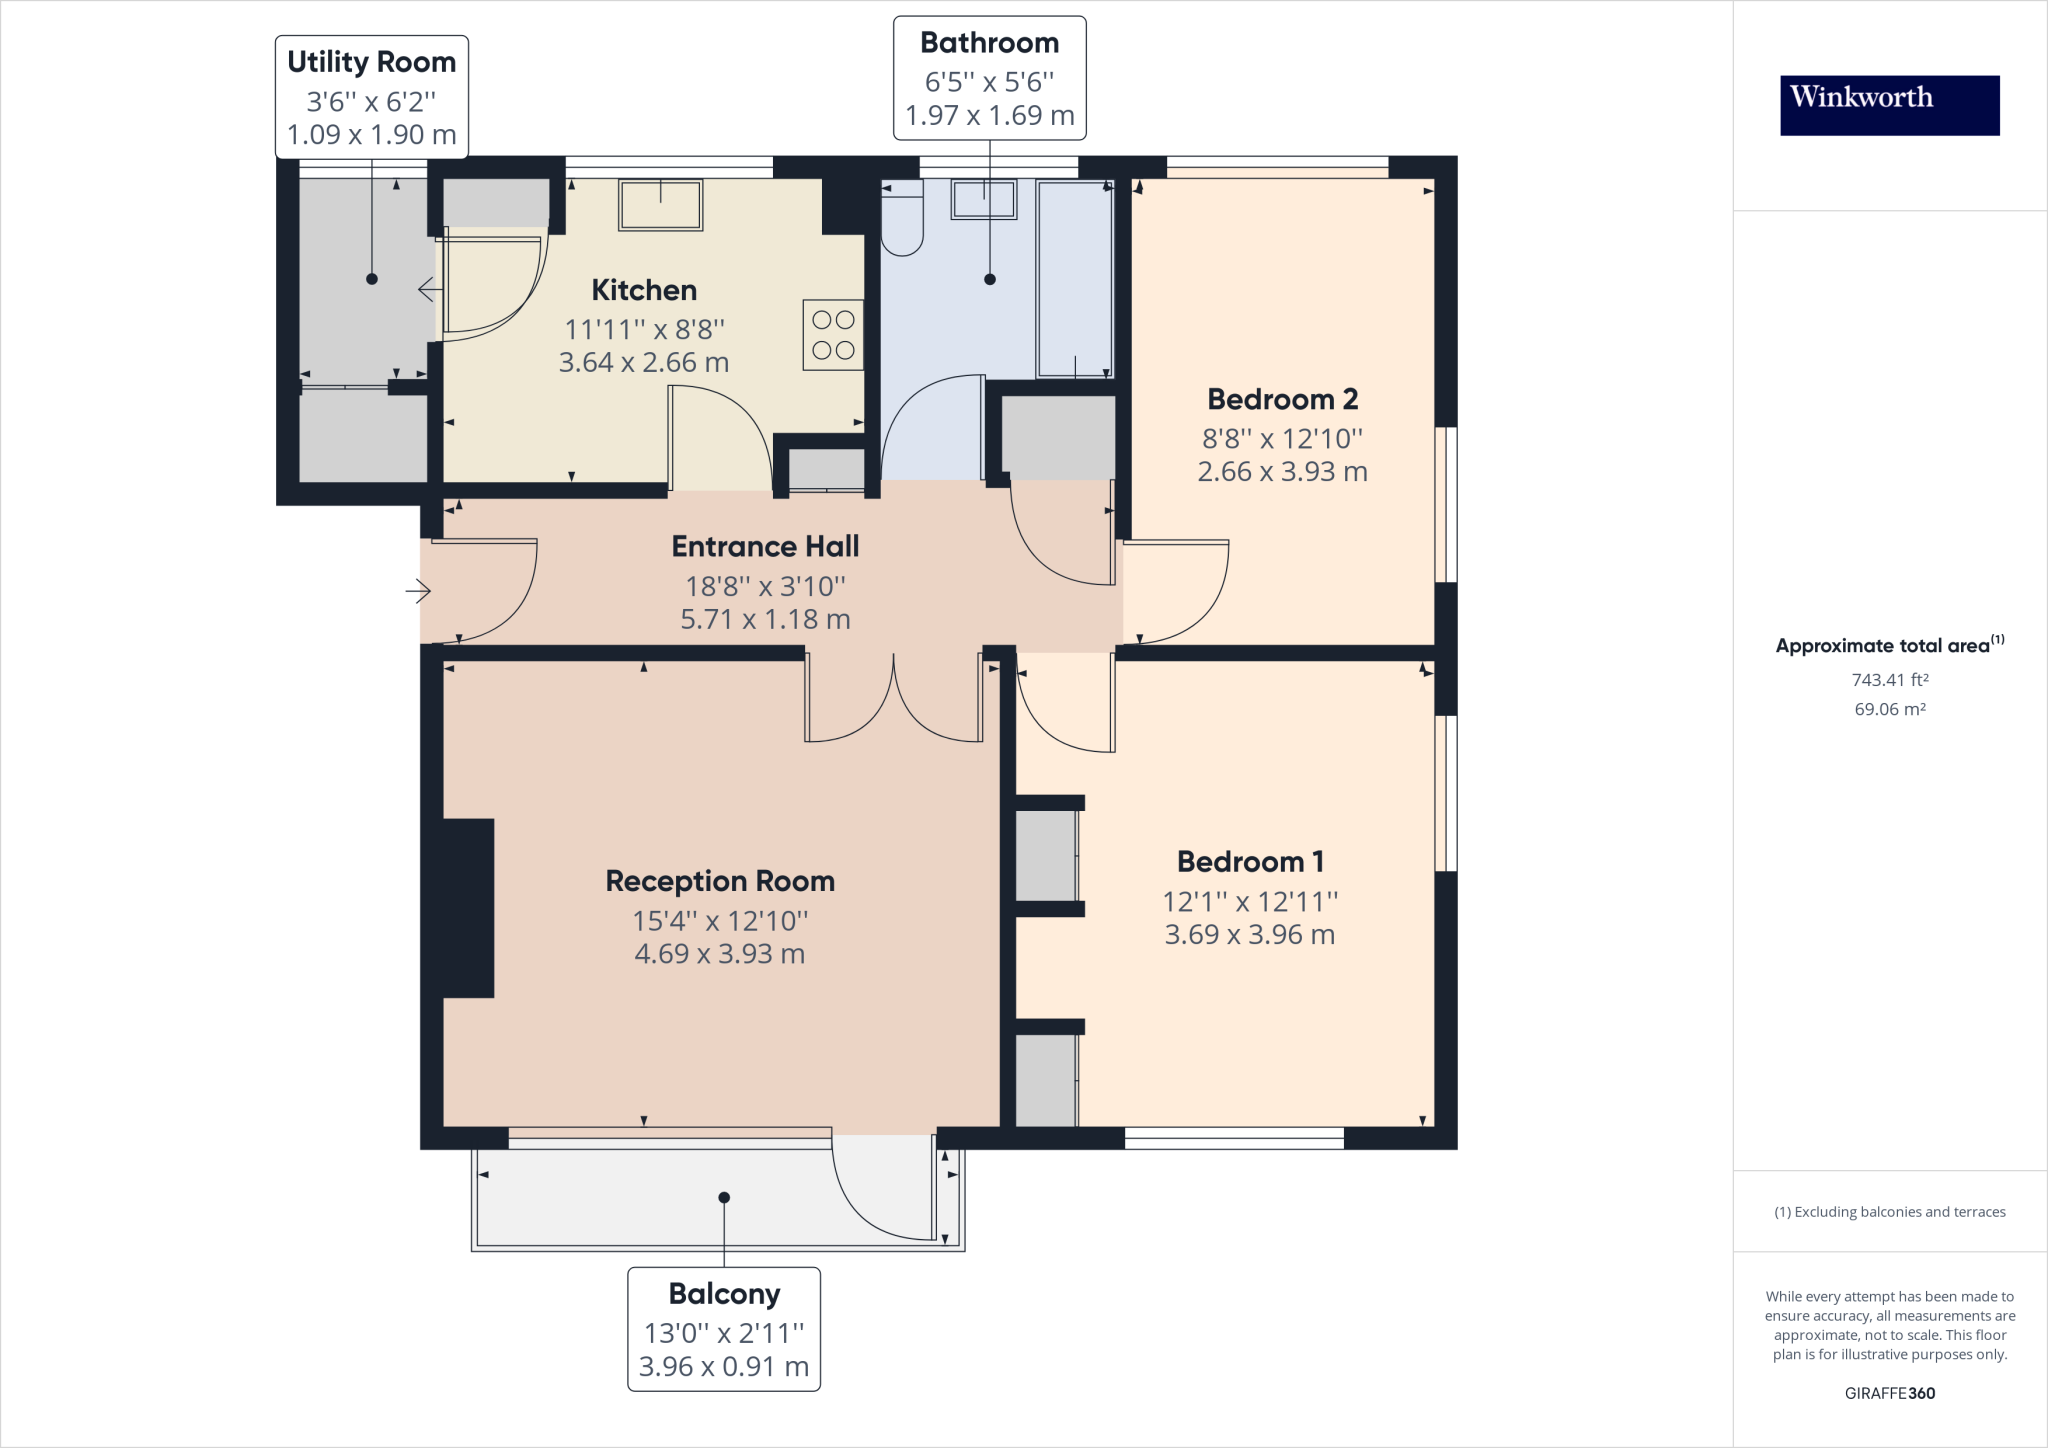 Utility Room
3'6'' x 6'2''
1.09 x 1.90 m
Bathroom
6'5'' x 5'6''
1.97 x 1.69 m
Kitchen
11'11'' x 8'8''
3.64 x 2.66 m
Bedroom 2
8'8'' x 12'10''
2.66 x 3.93 m
Entrance Hall
18'8'' x 3'10''
5.71 x 1.18 m
Reception Room
15'4'' x 12'10''
4.69 x 3.93 m
Bedroom 1
12'1'' x 12'11''
3.69 x 3.96 m
Balcony
13'0'' x 2'11''
3.96 x 0.91 m
Winkworth
Approximate total area(1)
743.41 ft²
69.06 m²
(1) Excluding balconies and terraces
While every attempt has been made to
ensure accuracy, all measurements are
approximate, not to scale. This floor
plan is for illustrative purposes only.
GIRAFFE360